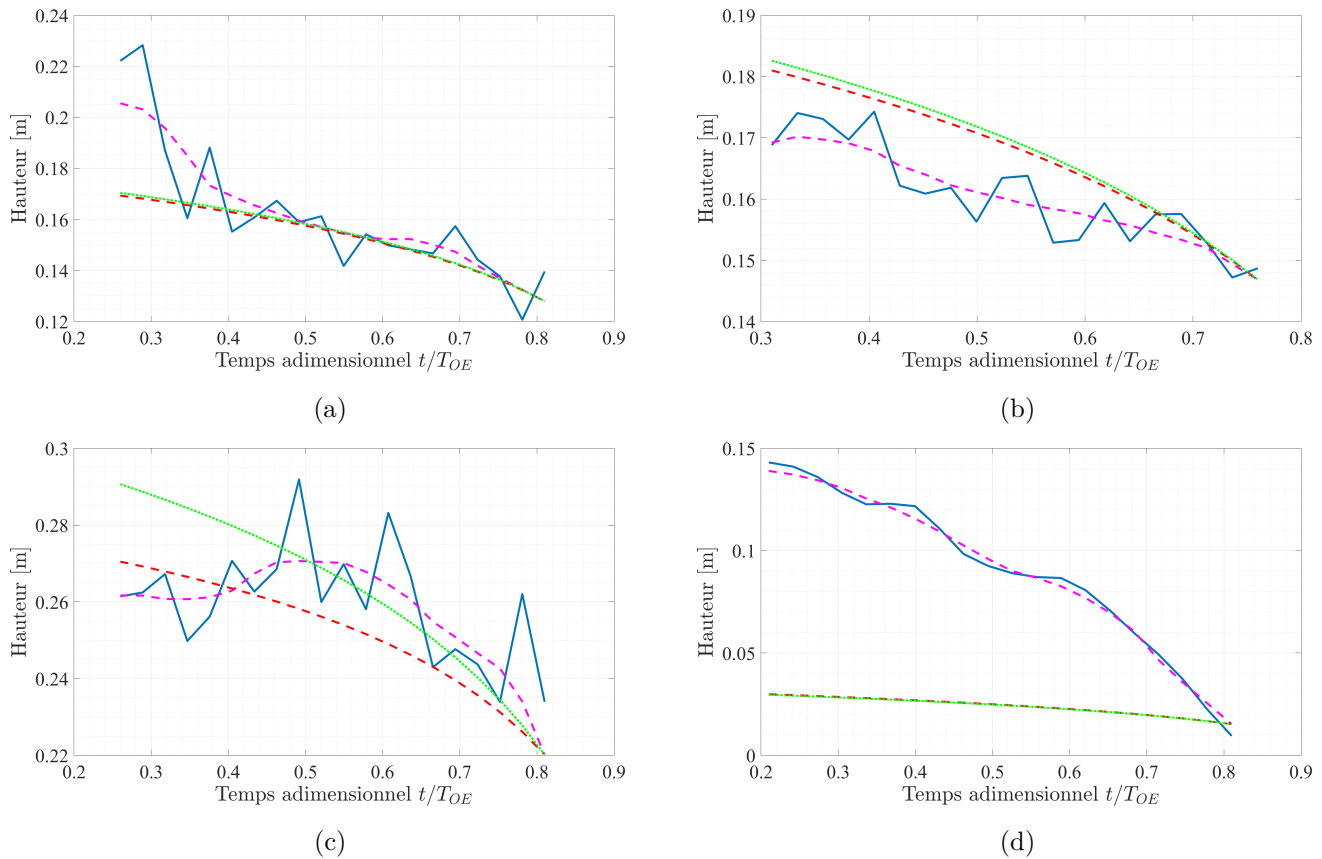 0.24
0.22
0.2
0.18
0.16
0.14
0.12
Hauteur [m]
0.2 0.3 0.4 0.5 0.6 0.7 0.8 0.9
Temps adimensionnel t/T_OE
(a)
0.19
0.18
0.17
0.16
0.15
0.14
Hauteur [m]
0.3 0.4 0.5 0.6 0.7 0.8
Temps adimensionnel t/T_OE
(b)
0.3
0.28
0.26
0.24
0.22
Hauteur [m]
0.2 0.3 0.4 0.5 0.6 0.7 0.8 0.9
Temps adimensionnel t/T_OE
(c)
0.15
0.1
0.05
0
Hauteur [m]
0.2 0.3 0.4 0.5 0.6 0.7 0.8 0.9
Temps adimensionnel t/T_OE
(d)